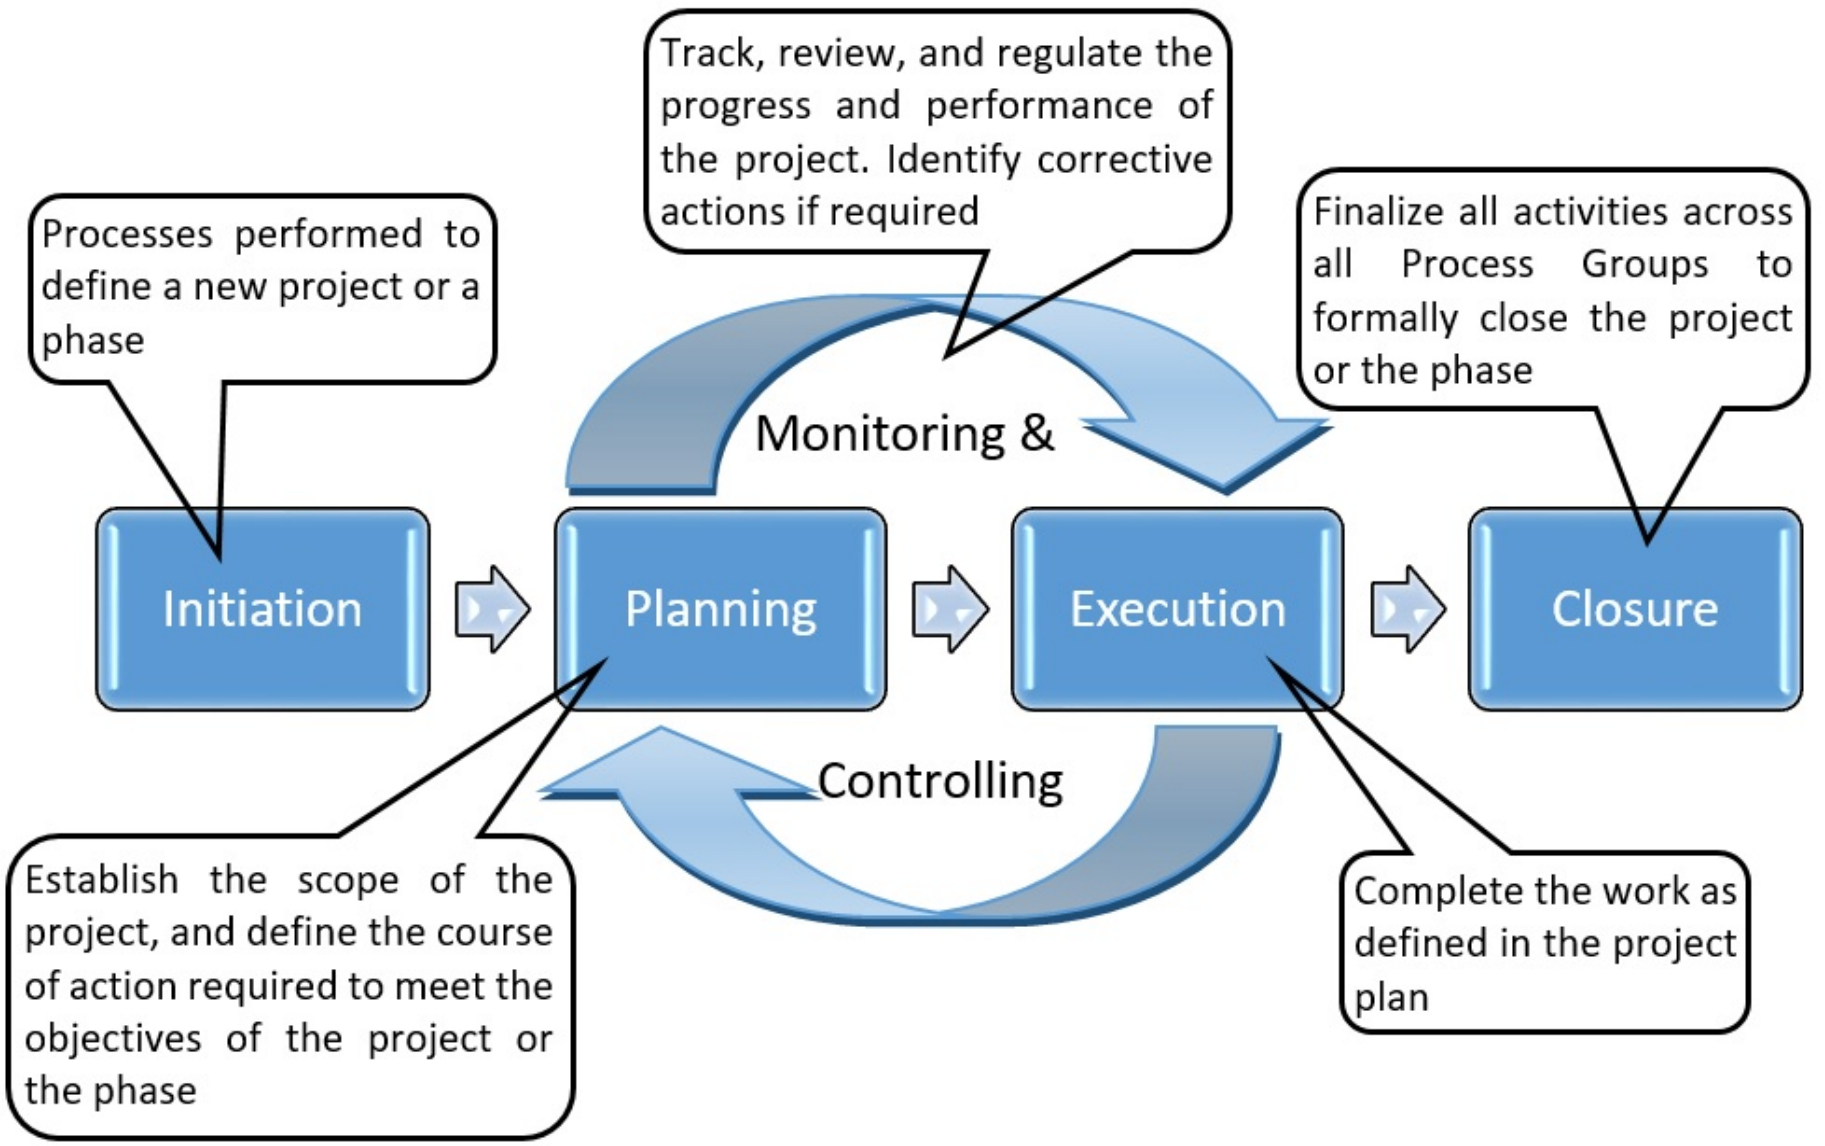 Track, review, and regulate the
progress and performance of
the project. Identify corrective
actions if required
Processes performed to
define a new project or a
phase
Finalize all activities across
all Process Groups to
formally close the project
or the phase
Monitoring &
Initiation
Planning
Execution
Closure
Controlling
Establish the scope of the
project, and define the course
of action required to meet the
objectives of the project or
the phase
Complete the work as
defined in the project
plan